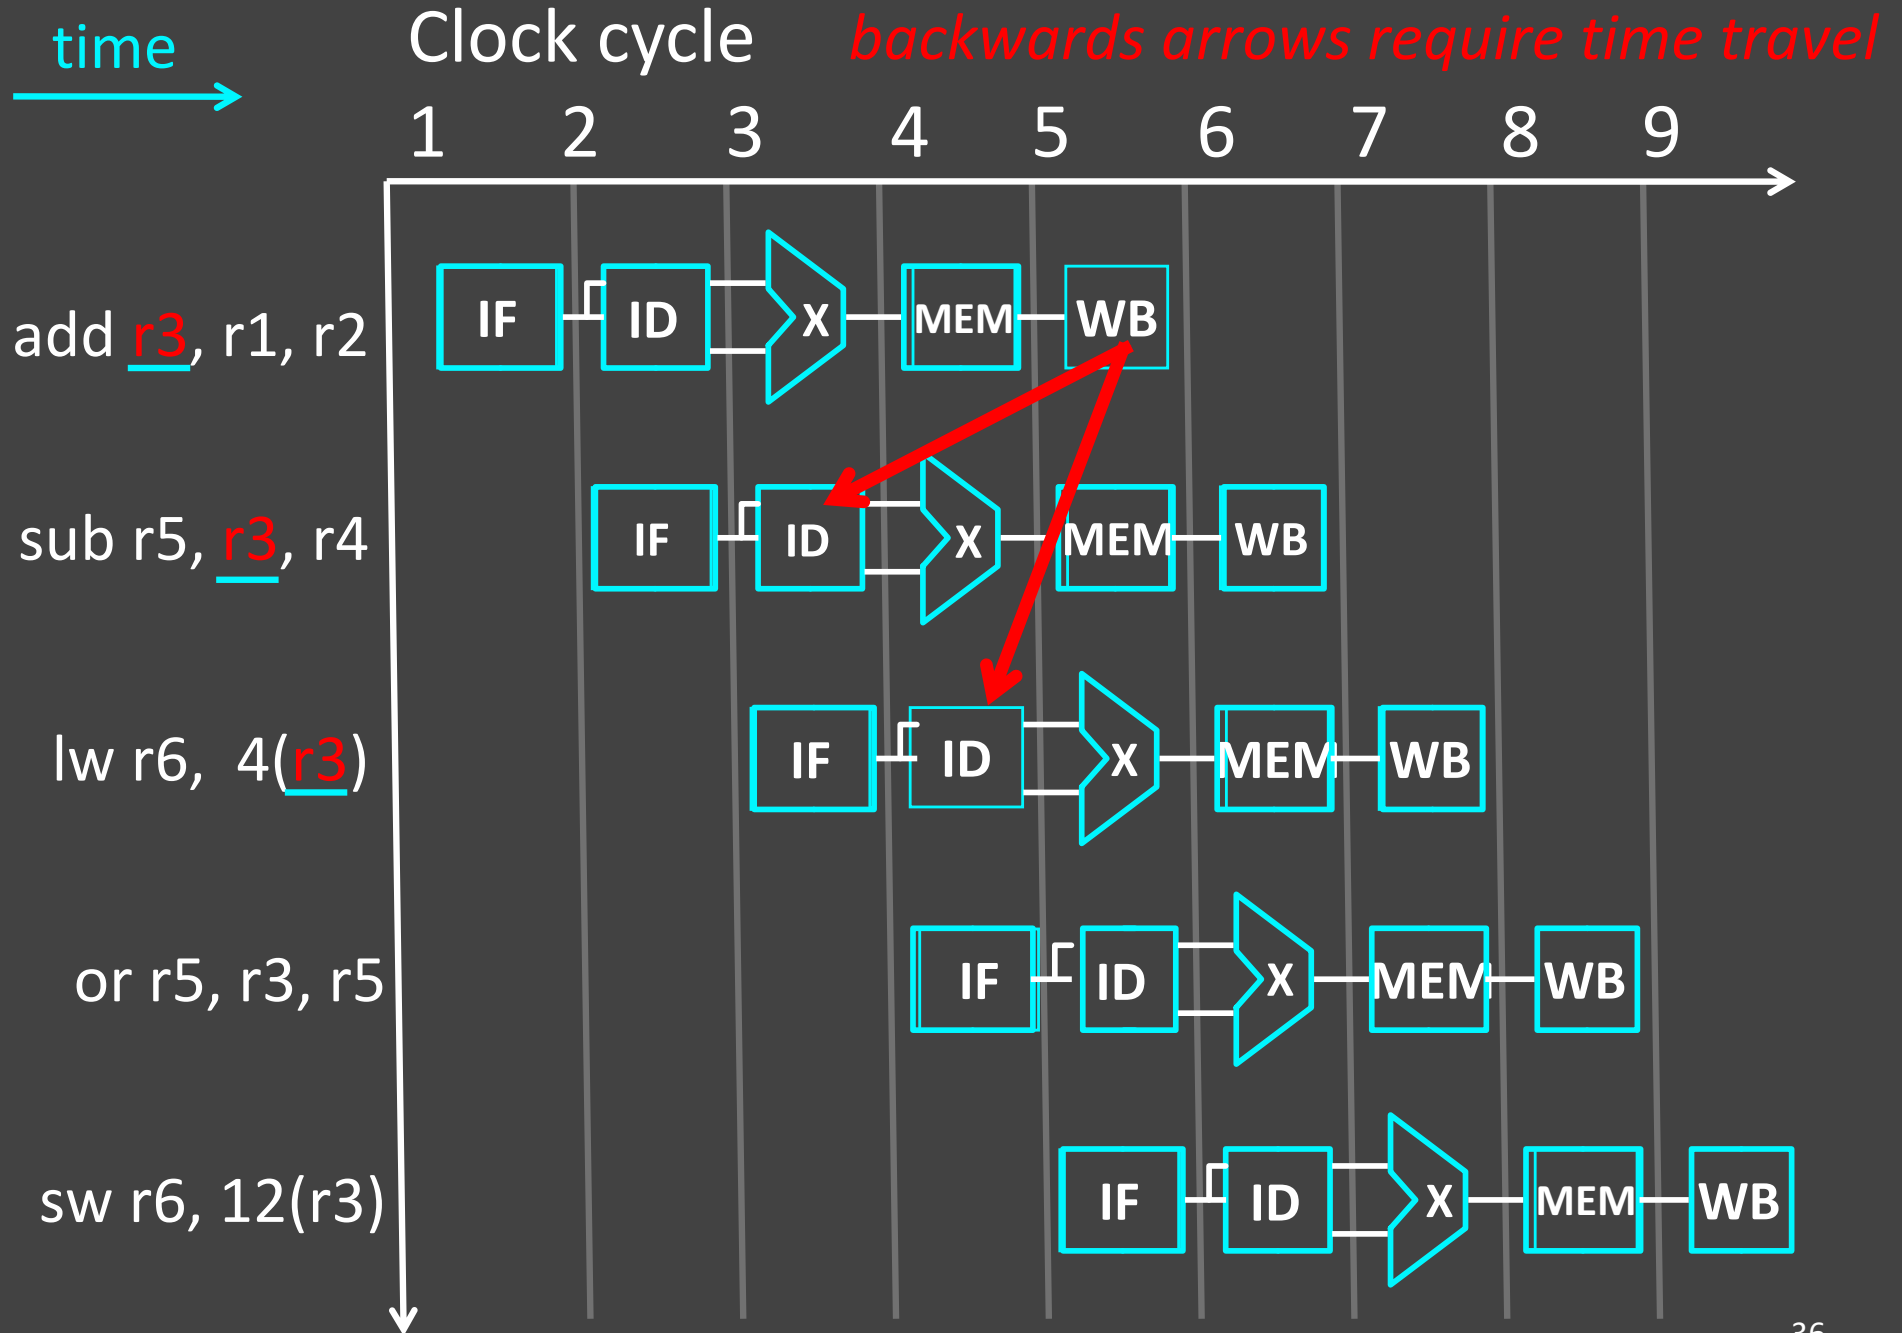 time
Clock cycle
backwards arrows require time travel
1 2 3 4 5 6 7 8 9
add r3, r1, r2
IF ID X MEM WB
sub r5, r3, r4
IF ID X MEM WB
lw r6, 4(r3)
IF ID X MEM WB
or r5, r3, r5
IF ID X MEM WB
sw r6, 12(r3)
IF ID X MEM WB
36